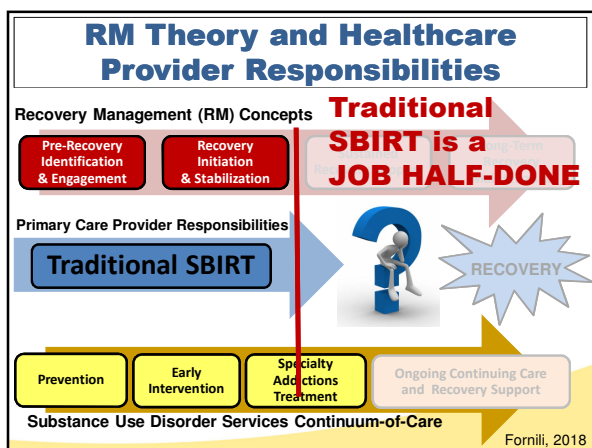 RM Theory and Healthcare
Provider Responsibilities
Recovery Management (RM) Concepts
Traditional
SBIRT is a
JOB HALF-DONE
Pre-Recovery
Identification
& Engagement
Recovery
Initiation
& Stabilization
Primary Care Provider Responsibilities
Traditional SBIRT
RECOVERY
Prevention
Early
Intervention
Specialty
Addictions
Treatment
Ongoing Continuing Care
and Recovery Support
Substance Use Disorder Services Continuum-of-Care
Fornili, 2018